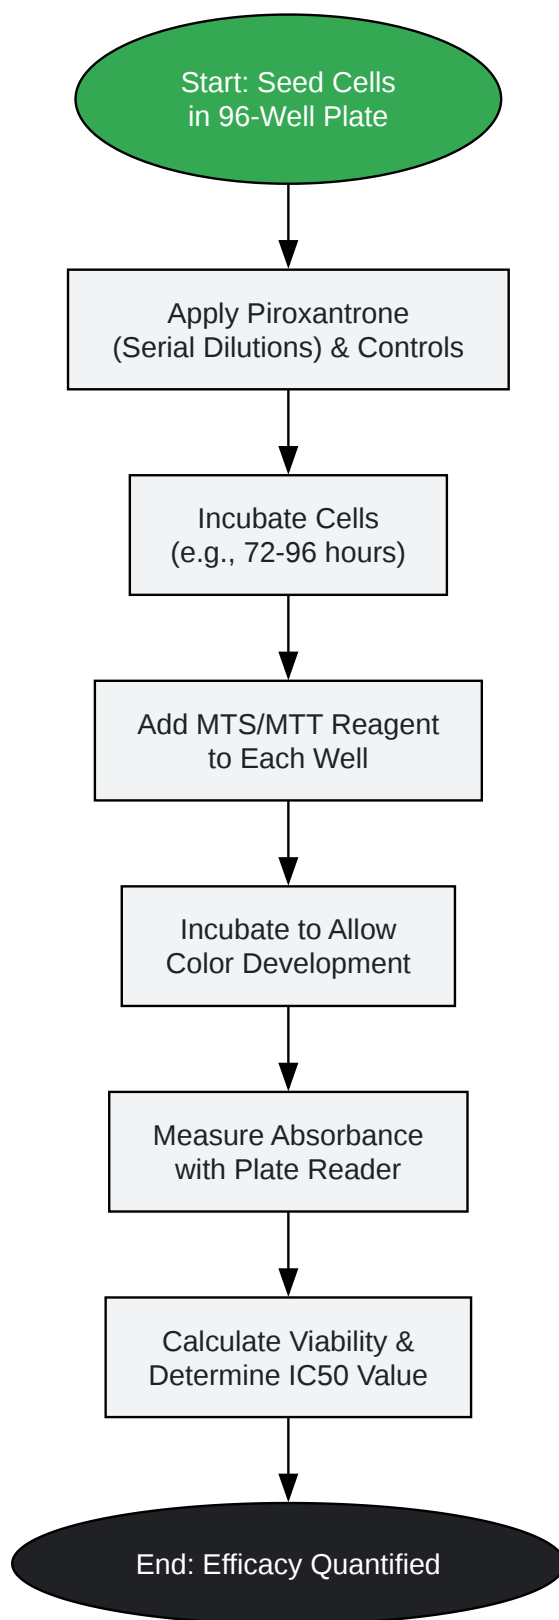 Start: Seed Cells
in 96-Well Plate
Apply Piroxantrone
(Serial Dilutions) & Controls
Incubate Cells
(e.g., 72-96 hours)
Add MTS/MTT Reagent
to Each Well
Incubate to Allow
Color Development
Measure Absorbance
with Plate Reader
Calculate Viability &
Determine IC50 Value
End: Efficacy Quantified